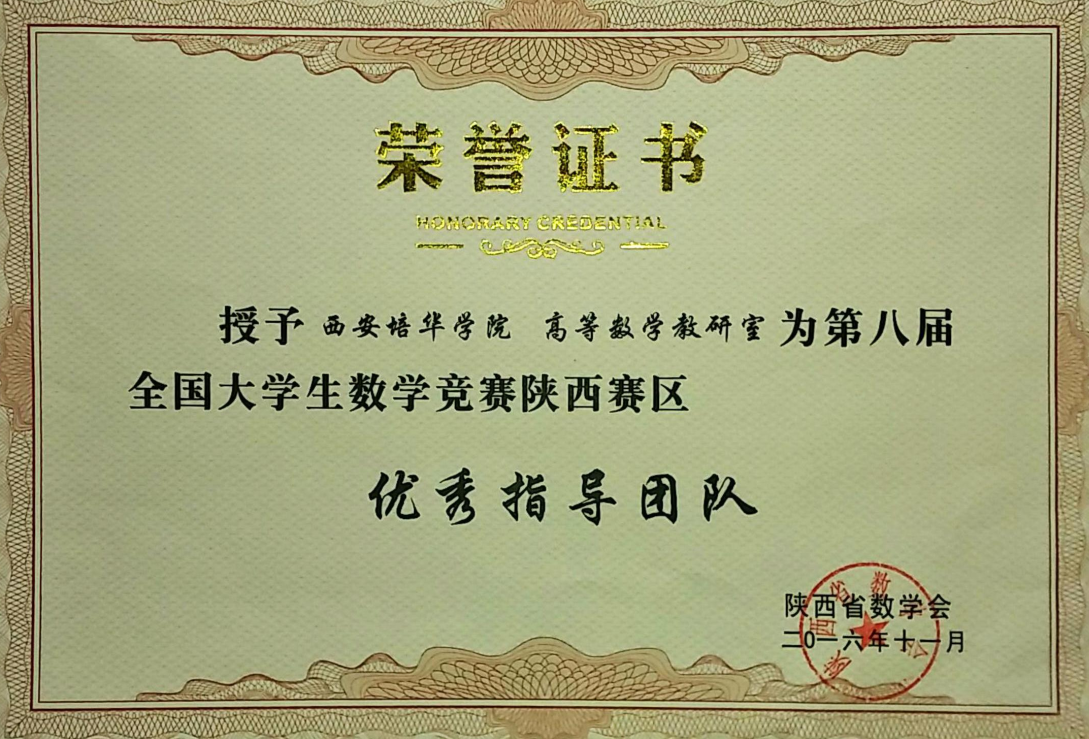 荣誉证书
HONORARY CREDENTIAL
授予 西安培华学院 高等数学教研室 为第八届
全国大学生数学竞赛陕西赛区
优秀指导团队
陕西省数学会
二0一六年十一月